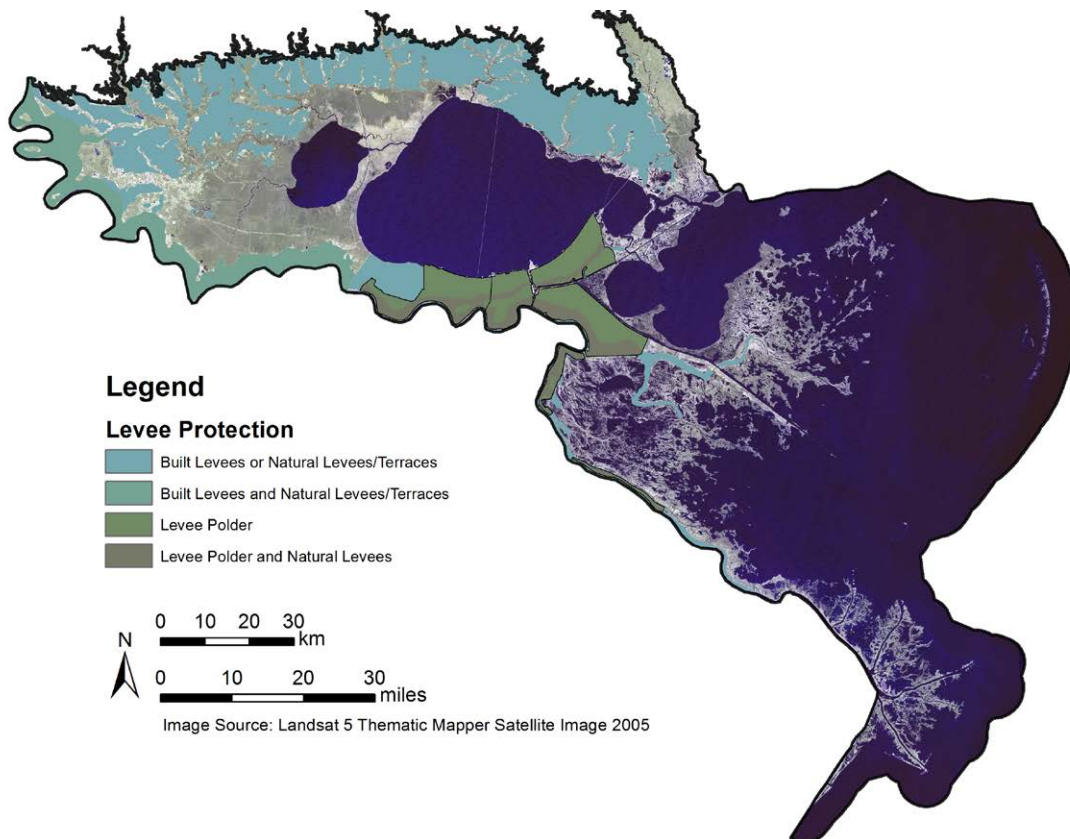 Legend
Levee Protection
Built Levees or Natural Levees/Terraces
Built Levees and Natural Levees/Terraces
Levee Polder
Levee Polder and Natural Levees
N
0 10 20 30
km
0 10 20 30
miles
Image Source: Landsat 5 Thematic Mapper Satellite Image 2005